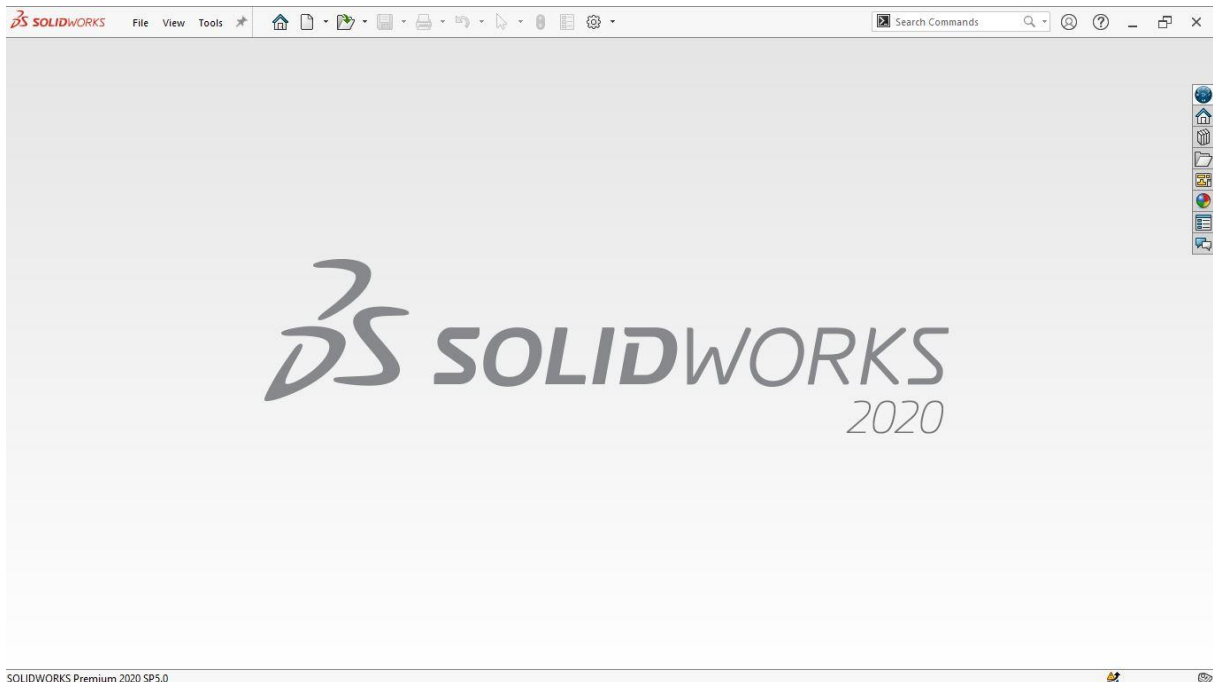 SOLIDWORKS File View Tools Search Commands
SOLIDWORKS
2020
SOLIDWORKS Premium 2020 SP5.0